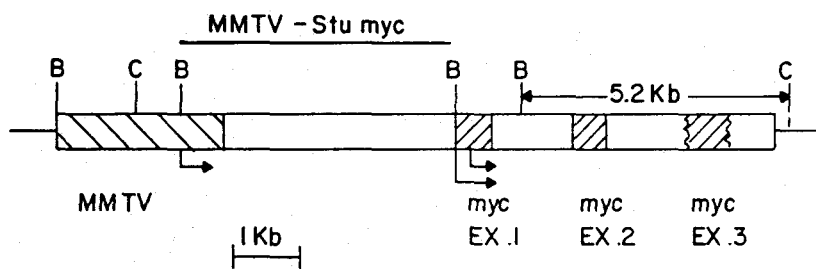 MMTV - Stu myc
B C B B B C
5.2 Kb
MMTV myc myc myc
EX .1 EX .2 EX .3
1 Kb